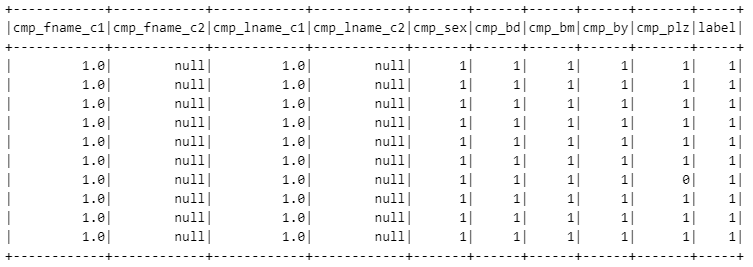 +------------+------------+------------+------------+-------+------+------+------+-------+-----+
|cmp_fname_c1|cmp_fname_c2|cmp_lname_c1|cmp_lname_c2|cmp_sex|cmp_bd|cmp_bm|cmp_by|cmp_plz|label|
+------------+------------+------------+------------+-------+------+------+------+-------+-----+
|         1.0|        null|         1.0|        null|      1|     1|     1|     1|      1|    1|
|         1.0|        null|         1.0|        null|      1|     1|     1|     1|      1|    1|
|         1.0|        null|         1.0|        null|      1|     1|     1|     1|      1|    1|
|         1.0|        null|         1.0|        null|      1|     1|     1|     1|      1|    1|
|         1.0|        null|         1.0|        null|      1|     1|     1|     1|      1|    1|
|         1.0|        null|         1.0|        null|      1|     1|     1|     1|      1|    1|
|         1.0|        null|         1.0|        null|      1|     1|     1|     1|      0|    1|
|         1.0|        null|         1.0|        null|      1|     1|     1|     1|      1|    1|
|         1.0|        null|         1.0|        null|      1|     1|     1|     1|      1|    1|
|         1.0|        null|         1.0|        null|      1|     1|     1|     1|      1|    1|
+------------+------------+------------+------------+-------+------+------+------+-------+-----+